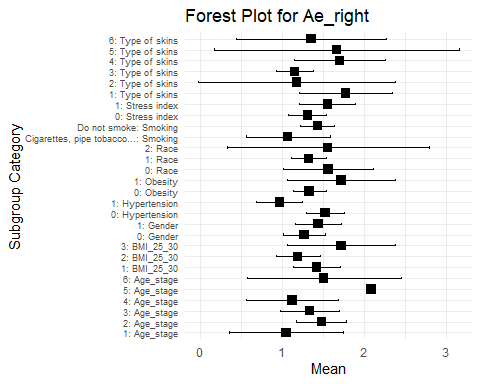 Forest Plot for Ae_right
Subgroup Category
6: Type of skins
5: Type of skins
4: Type of skins
3: Type of skins
2: Type of skins
1: Type of skins
1: Stress index
0: Stress index
Do not smoke: Smoking
Cigarettes, pipe tobacco...: Smoking
2: Race
1: Race
0: Race
1: Obesity
0: Obesity
1: Hypertension
0: Hypertension
1: Gender
0: Gender
3: BMI_25_30
2: BMI_25_30
1: BMI_25_30
6: Age_stage
5: Age_stage
4: Age_stage
3: Age_stage
2: Age_stage
1: Age_stage
0 1 2 3
Mean